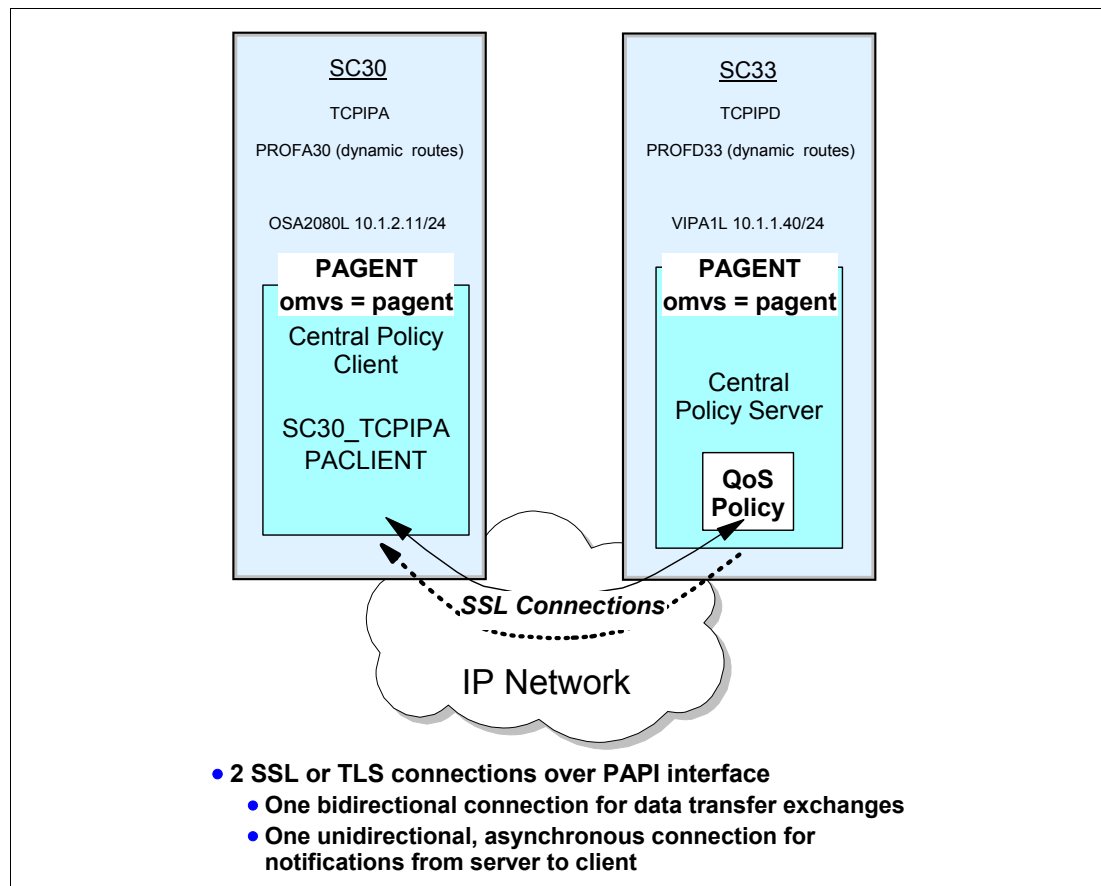 SC30
TCPIPA
PROFA30 (dynamic routes)
OSA2080L 10.1.2.11/24
PAGENT
omvs = pagent
Central Policy
Client
SC30_TCPIPA
PACLIENT
SC33
TCPIPD
PROFD33 (dynamic routes)
VIPA1L 10.1.1.40/24
PAGENT
omvs = pagent
Central
Policy Server
QoS
Policy
SSL Connections
IP Network
• 2 SSL or TLS connections over PAPI interface
• One bidirectional connection for data transfer exchanges
• One unidirectional, asynchronous connection for
notifications from server to client